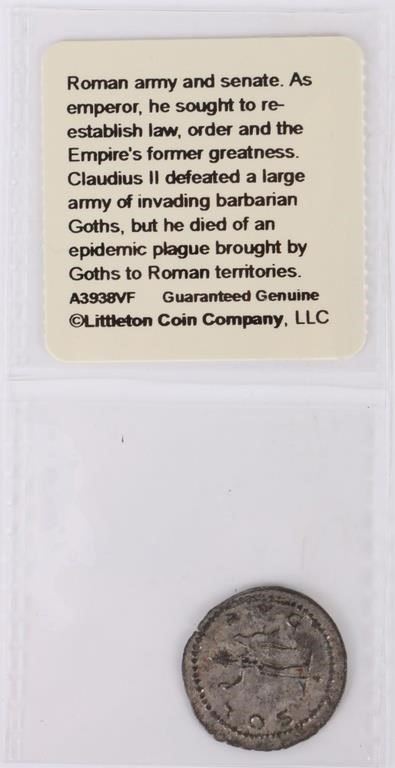 Roman army and senate. As
emperor, he sought to re-
establish law, order and the
Empire's former greatness.
Claudius II defeated a large
army of invading barbarian
Goths, but he died of an
epidemic plague brought by
Goths to Roman territories.
A3938VF Guaranteed Genuine
©Littleton Coin Company, LLC